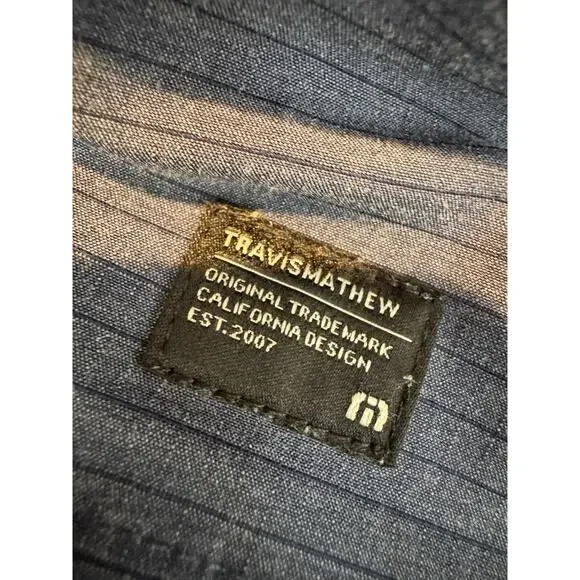 TRAVISMATHEW
ORIGINAL TRADEMARK
CALIFORNIA DESIGN
EST. 2007